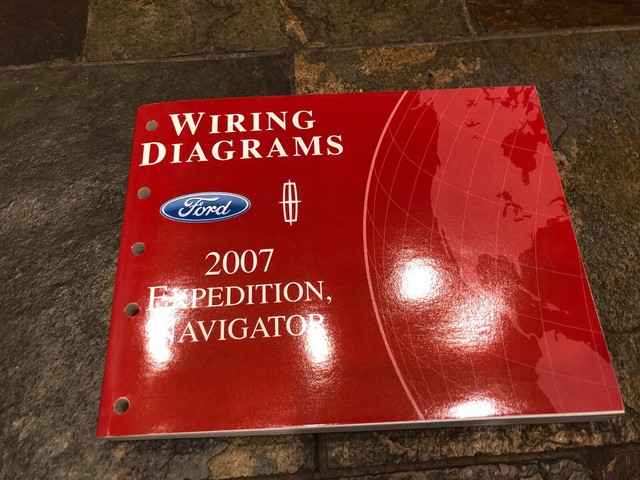 WIRING
DIAGRAMS
Ford
2007
EXPEDITION,
NAVIGATOR